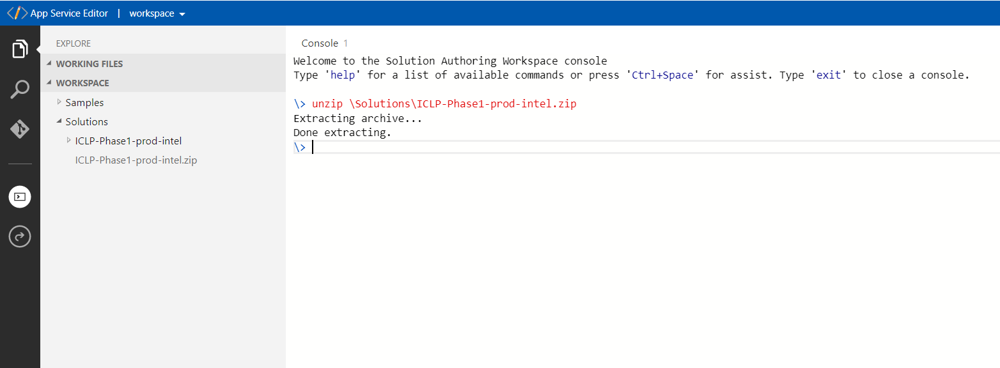 App Service Editor | workspace
EXPLORE
WORKING FILES
WORKSPACE
Samples
Solutions
ICLP-Phase1-prod-intel
ICLP-Phase1-prod-intel.zip
Console 1
Welcome to the Solution Authoring Workspace console
Type 'help' for a list of available commands or press 'Ctrl+Space' for assist. Type 'exit' to close a console.
\> unzip \Solutions\ICLP-Phase1-prod-intel.zip
Extracting archive...
Done extracting.
\>